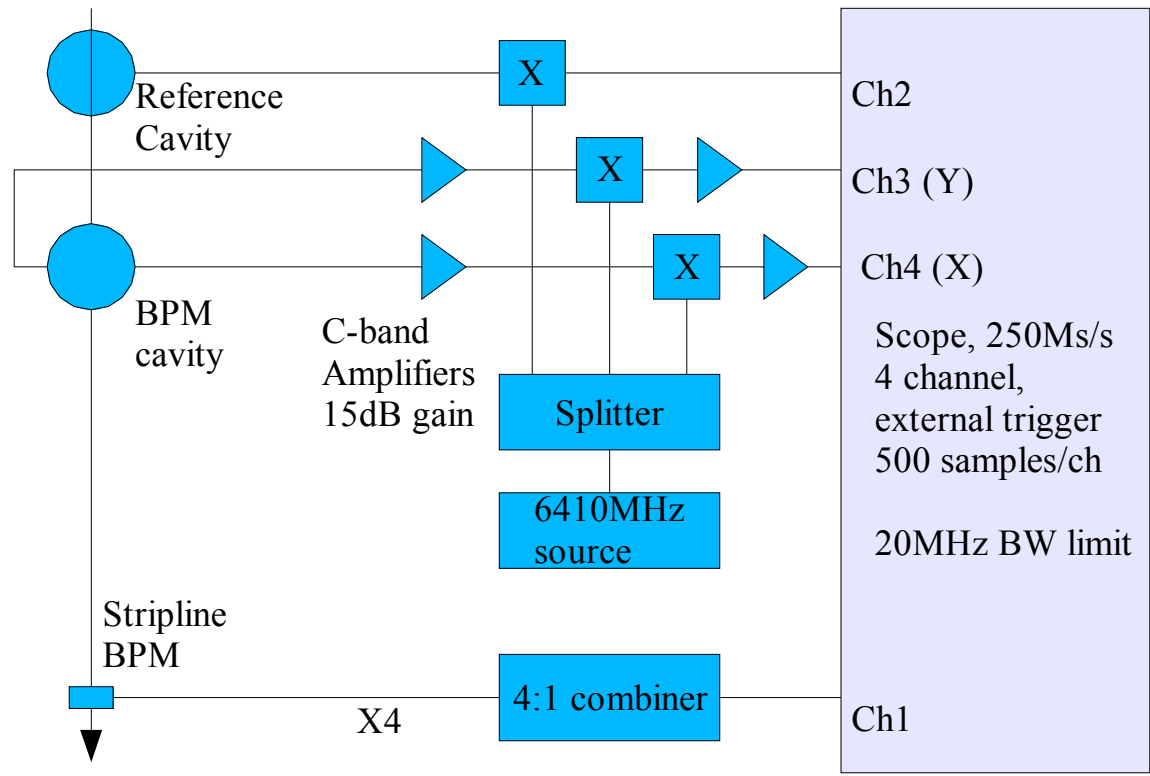 X
Ch2
Reference
Cavity
X
Ch3 (Y)
X
Ch4 (X)
BPM
cavity
C-band
Amplifiers
15dB gain
Scope, 250Ms/s
4 channel,
external trigger
500 samples/ch
20MHz BW limit
Splitter
6410MHz
source
Stripline
BPM
X4
4:1 combiner
Ch1